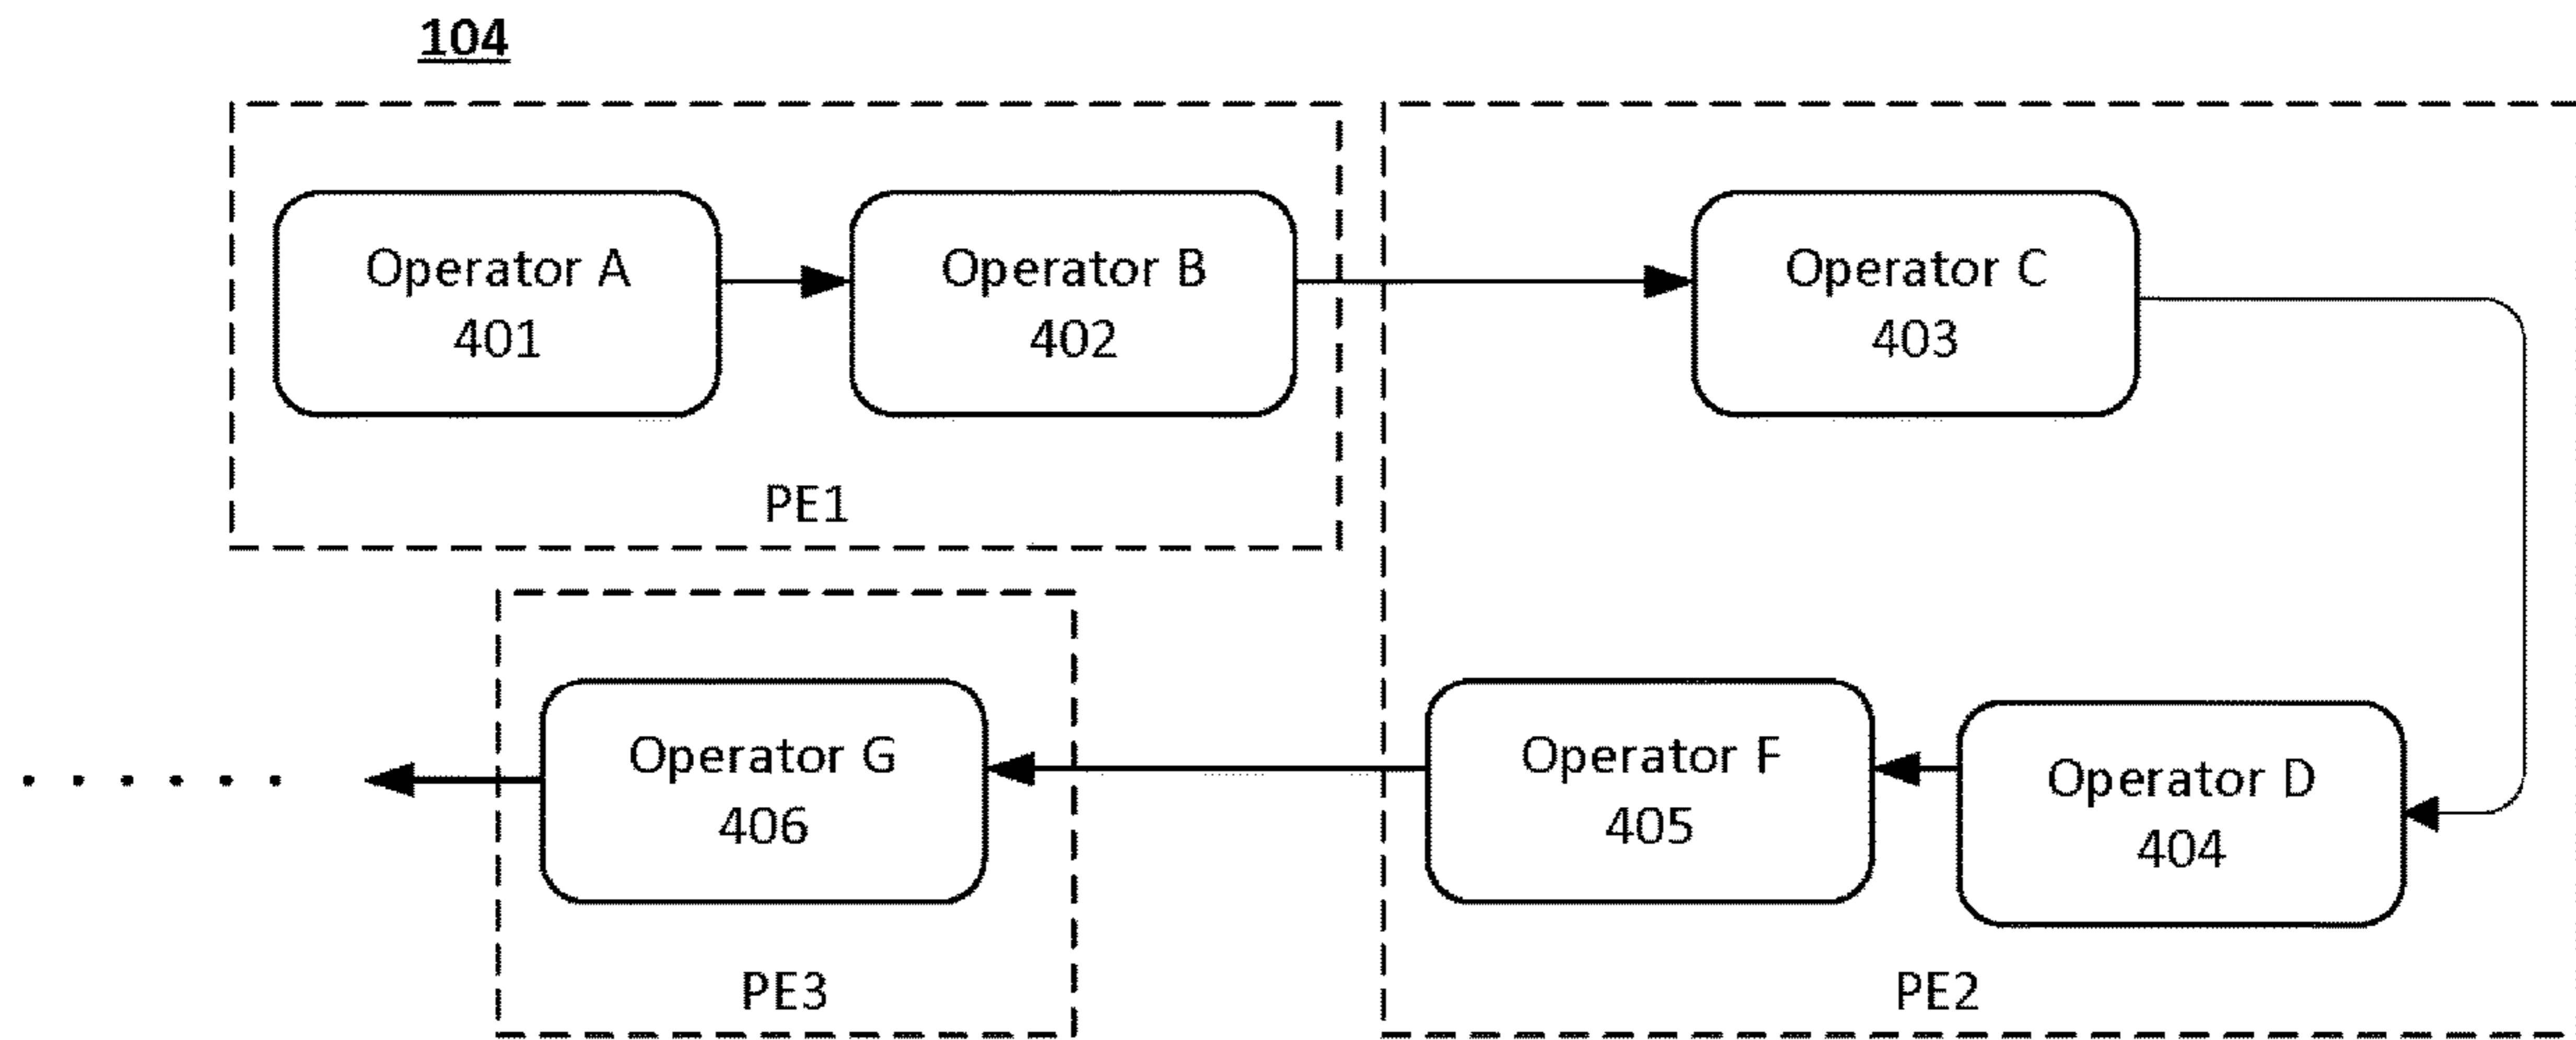 104
Operator A
401
Operator B
402
Operator C
403
PE1
Operator G
406
Operator F
405
Operator D
404
PE3
PE2